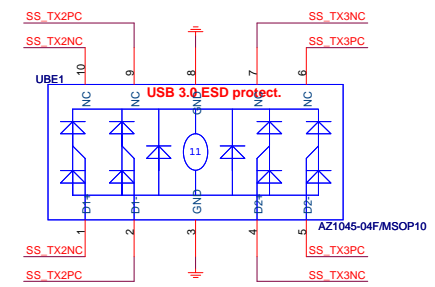 SS_TX2PC SS_TX3NC
SS_TX2NC SS_TX3PC
10 9 8 7 6
UBE1
NC NC GND NC NC
USB 3.0 ESD protect.
11
D1+ D1- GND D2+ D2-
AZ1045-04F/MSOP10
1 2 3 4 5
SS_TX2NC SS_TX3PC
SS_TX2PC SS_TX3NC